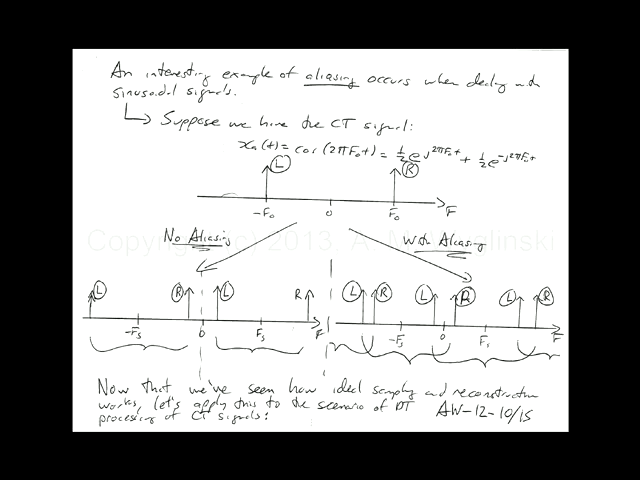 An interesting example of aliasing occurs when dealing with
sinusoidal signals.
Suppose we have the CT signal:
xa(t) = cos(2πF₀t) = ½e^j2πF₀t + ½e^-j2πF₀t
L R
-F₀ 0 F₀ F
No Aliasing With Aliasing
Copyright (c) 2013, A.
L R L R L R L R L R
-Fs 0 Fs F -Fs 0 Fs F
Now that we've seen how ideal sampling and reconstruction
works, let's apply this to the scenario of DT
processing of CT signals: AW-12-10/15